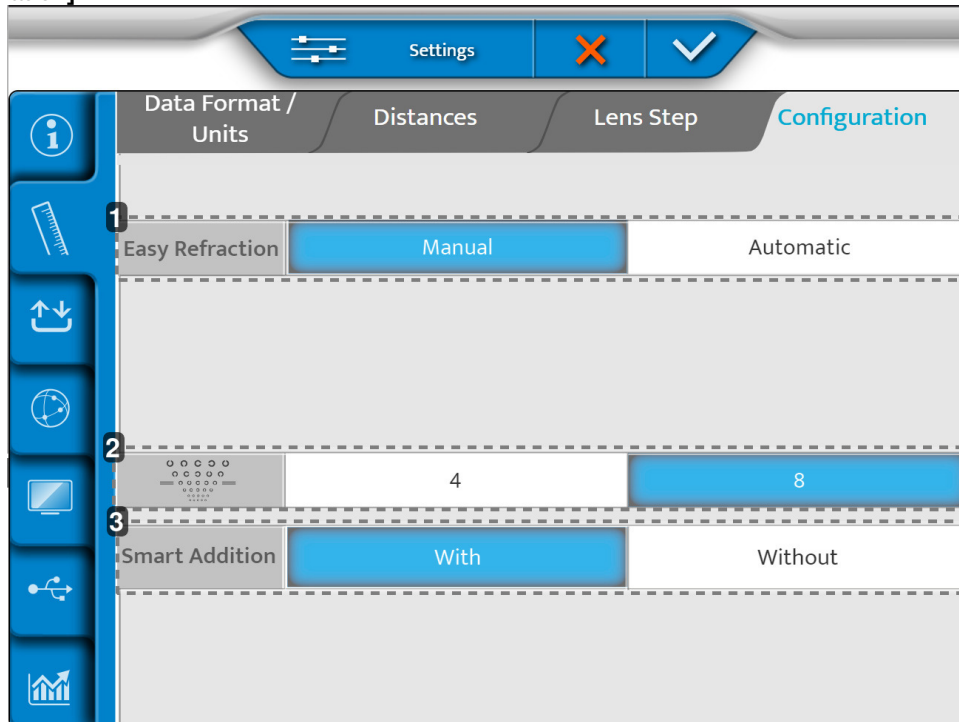 Settings
Data Format /
Units
Distances
Lens Step
Configuration
1
Easy Refraction
Manual
Automatic
2
4
8
3
Smart Addition
With
Without